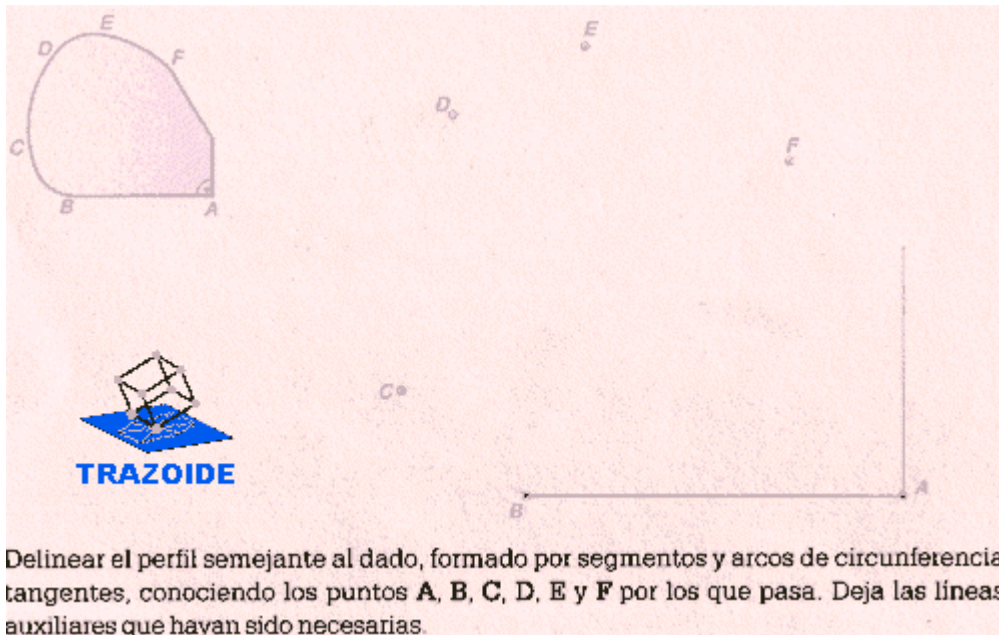 E
D
F
C
B
A
E
D
F
C
A
B
TRAZOIDE
Delinear el perfil semejante al dado, formado por segmentos y arcos de circunferencia
tangentes, conociendo los puntos A, B, C, D, E y F por los que pasa. Deja las líneas
auxiliares que hayan sido necesarias.